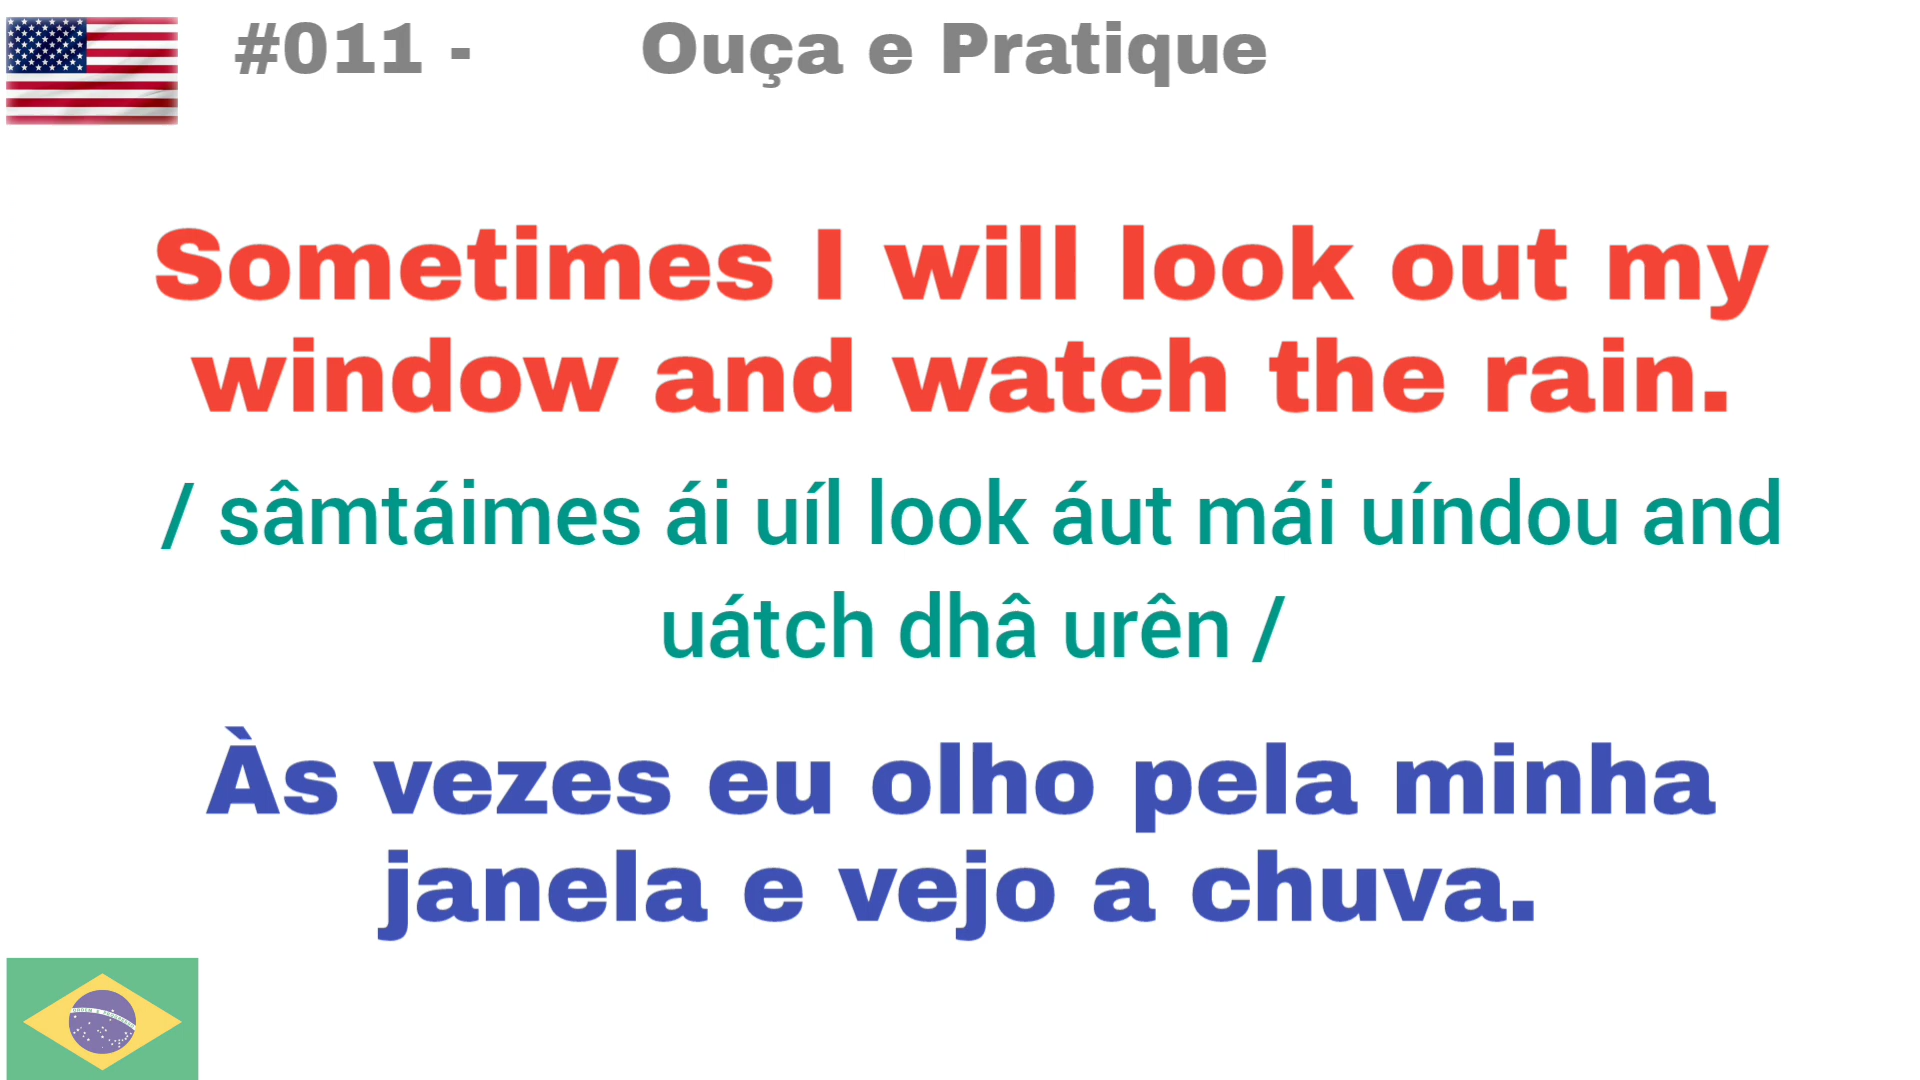 #011 - Ouça e Pratique
Sometimes I will look out my
window and watch the rain.
/ sâmtáimes ái uíl look áut mái uíndou and
uátch dhâ urên /
Às vezes eu olho pela minha
janela e vejo a chuva.